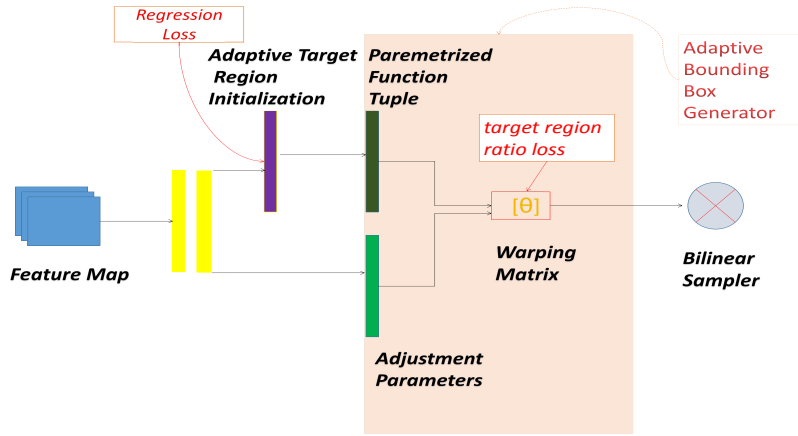 Regression
Loss
Adaptive Target
Region
Initialization
Paremetrized
Function
Tuple
Adaptive
Bounding
Box
Generator
target region
ratio loss
[θ]
Feature Map
Warping
Matrix
Bilinear
Sampler
Adjustment
Parameters